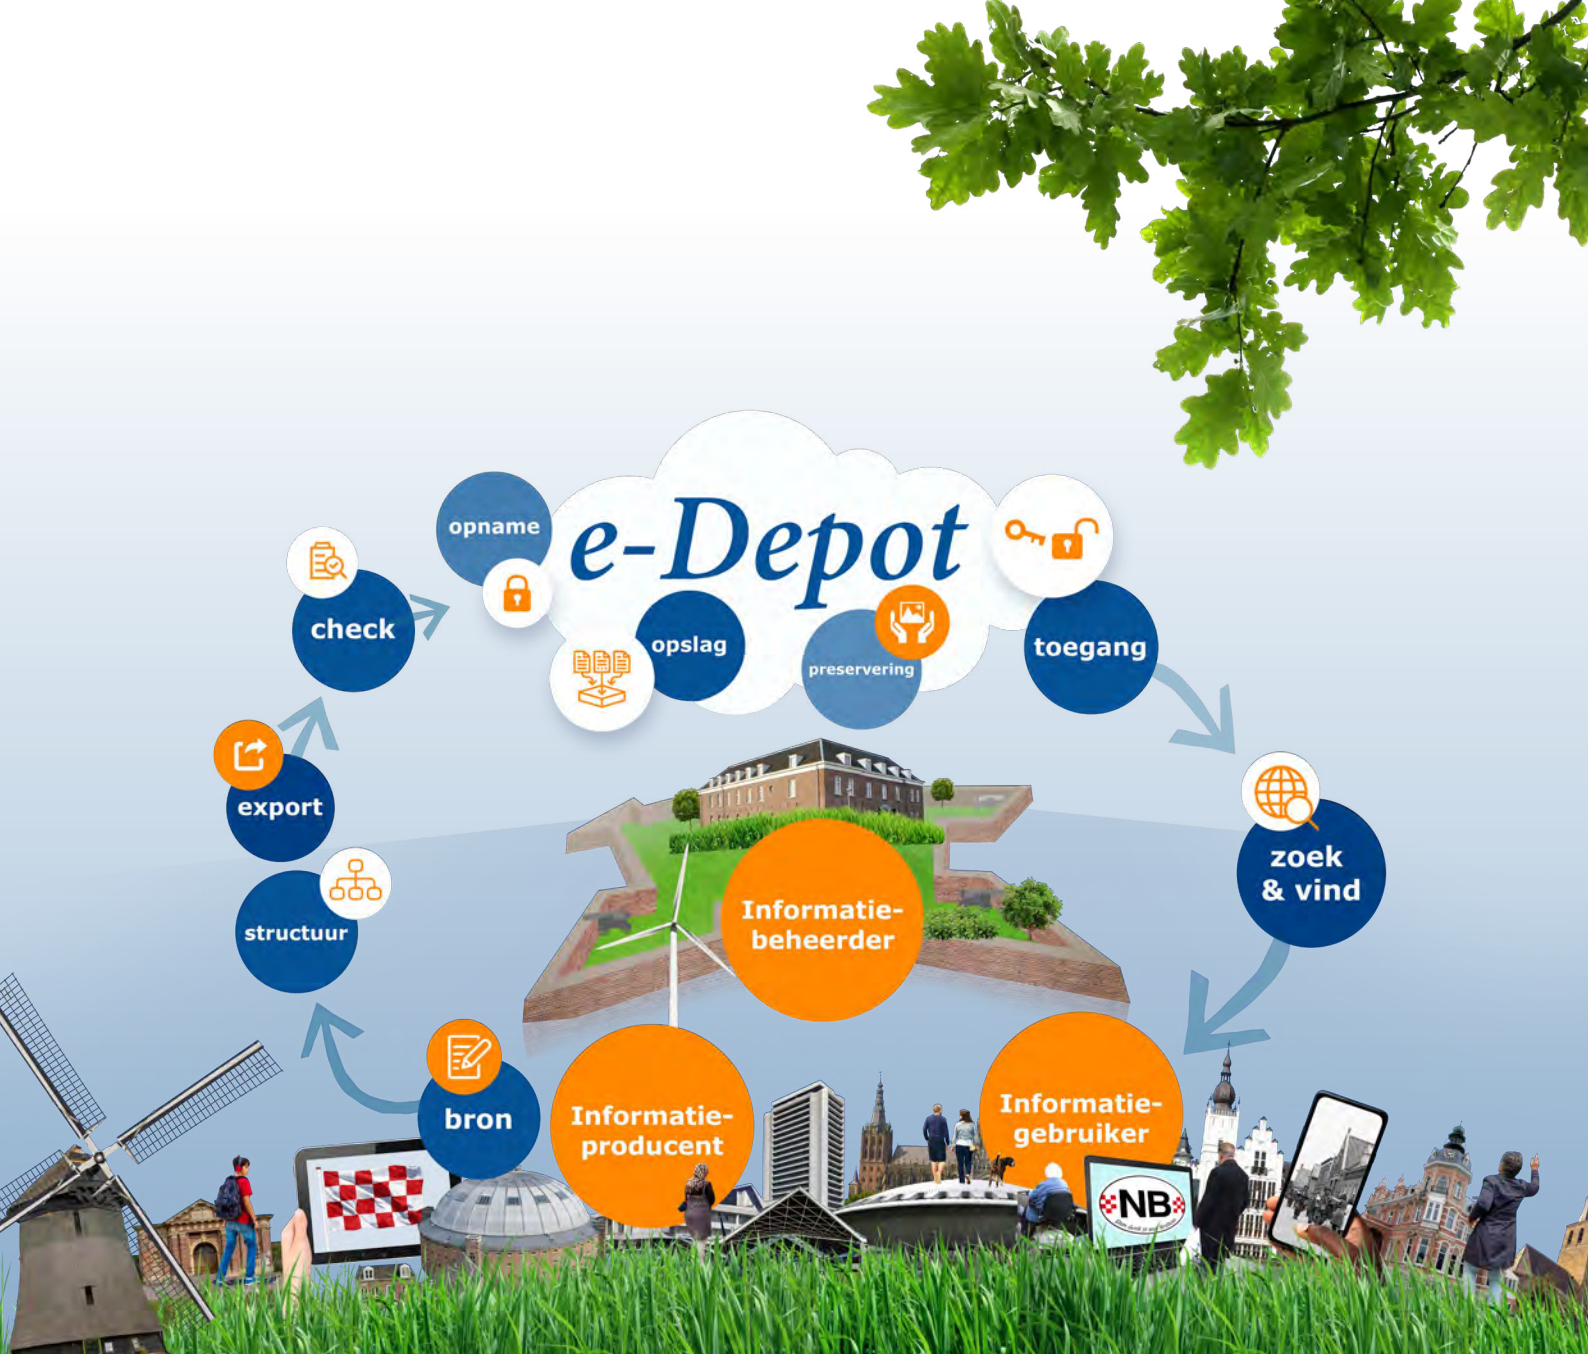 e-Depot
opname
check
opslag
preservering
toegang
export
structuur
zoek
& vind
Informatie-
beheerder
bron
Informatie-
producent
Informatie-
gebruiker
NB